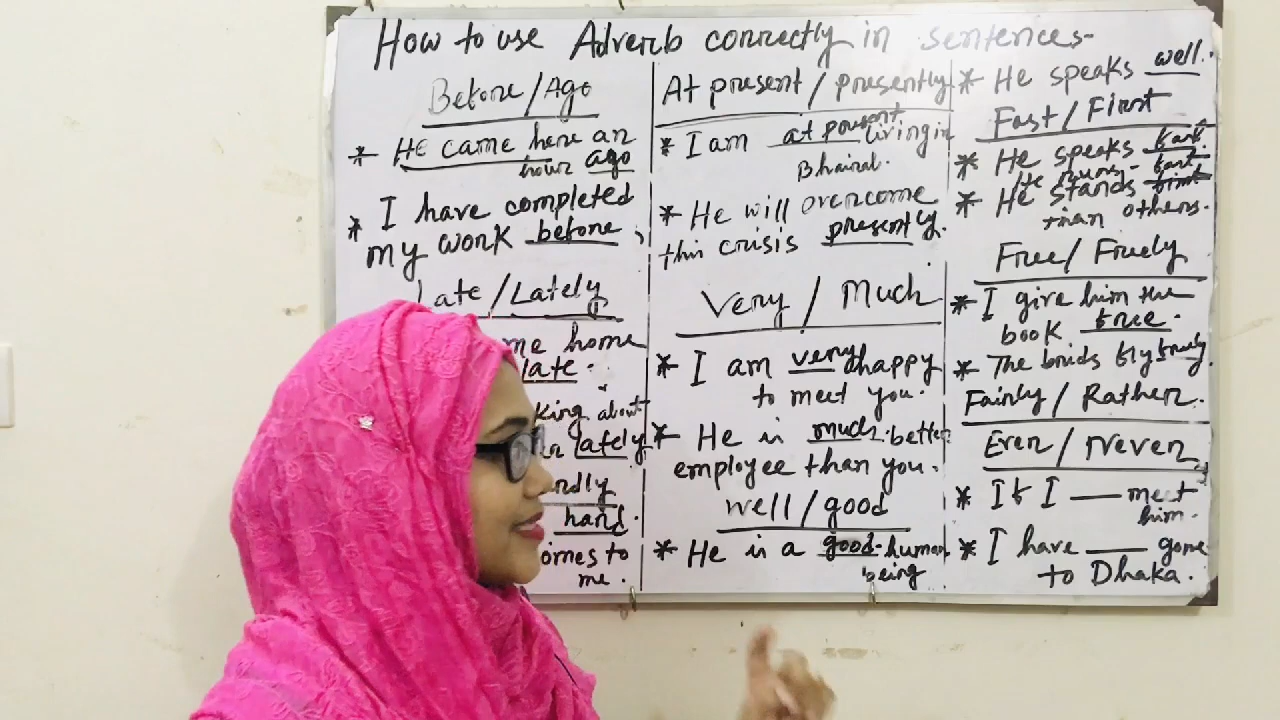 How to use Adverb correctly in sentences-
Before/Ago
* He came here an
hour ago
* I have completed
my work before,
Late/Lately
me home
late.
king about
lately
ndly
hard.
omes to
me.
At present/presently
* I am at present living in
* He will overcome
this crisis presently.
Very / Much
* I am very happy
to meet you.
* He is much better
employee than you.
well/good
* He is a good human
being
* He speaks well.
Fast/First
* He speaks fast.
He runs fast
* He stands first
than others.
Free/Freely
* I give him the
book free.
* The birds fly freely.
Fairly/Rather.
Ever/Never
* If I ___ meet
him.
* I have ___ gone
to Dhaka.